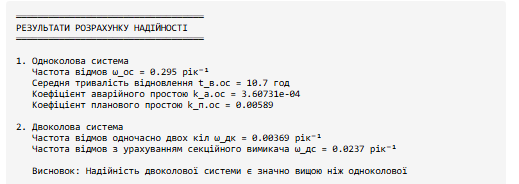 РЕЗУЛЬТАТИ РОЗРАХУНКУ НАДІЙНОСТІ
1. Одноколова система
Частота відмов ω_ос = 0.295 рік⁻¹
Середня тривалість відновлення t_в.ос = 10.7 год
Коефіцієнт аварійного простою k_а.ос = 3.60731e-04
Коефіцієнт планового простою k_п.ос = 0.00589
2. Двоколова система
Частота відмов одночасно двох кіл ω_дк = 0.00369 рік⁻¹
Частота відмов з урахуванням секційного вимикача ω_дс = 0.0237 рік⁻¹
Висновок: Надійність двоколової системи є значно вищою ніж одноколової